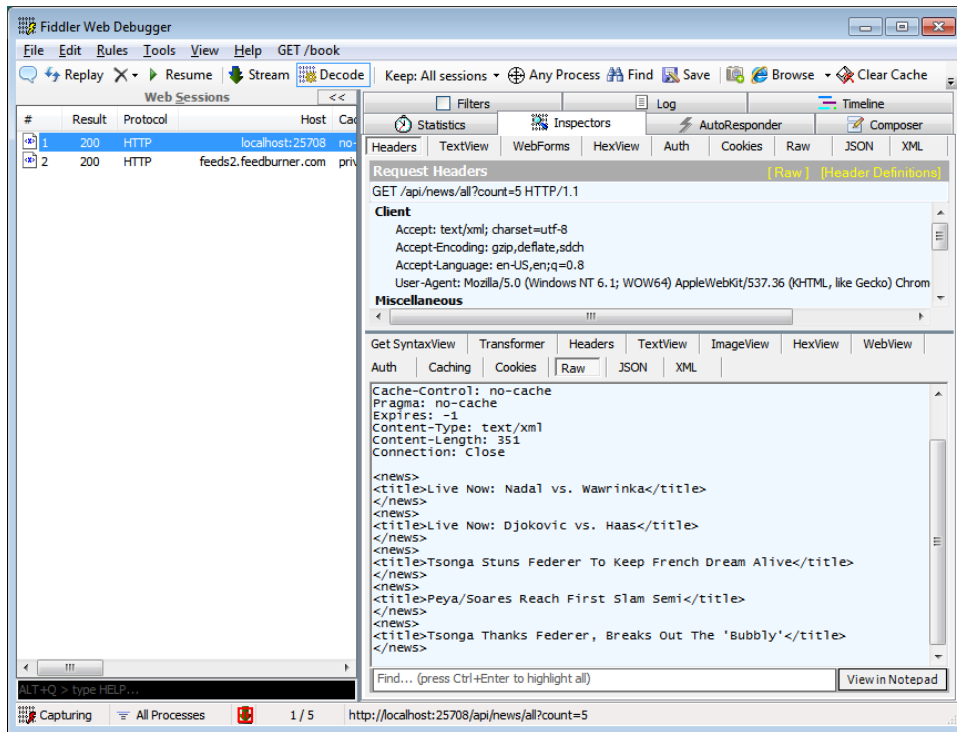 Fiddler Web Debugger
File Edit Rules Tools View Help GET /book
Replay Resume Stream Decode Keep: All sessions Any Process Find Save Browse Clear Cache
Web Sessions <<
# Result Protocol Host Cac
1 200 HTTP localhost:25708 no-
2 200 HTTP feeds2.feedburner.com priv
ALT+Q > type HELP...
Filters Log Timeline
Statistics Inspectors AutoResponder Composer
Headers TextView WebForms HexView Auth Cookies Raw JSON XML
Request Headers [ Raw ] [Header Definitions]
GET /api/news/all?count=5 HTTP/1.1
Client
Accept: text/xml; charset=utf-8
Accept-Encoding: gzip,deflate,sdch
Accept-Language: en-US,en;q=0.8
User-Agent: Mozilla/5.0 (Windows NT 6.1; WOW64) AppleWebKit/537.36 (KHTML, like Gecko) Chrom
Miscellaneous
Get SyntaxView Transformer Headers TextView ImageView HexView WebView
Auth Caching Cookies Raw JSON XML
Cache-Control: no-cache
Pragma: no-cache
Expires: -1
Content-Type: text/xml
Content-Length: 351
Connection: Close
<news>
<title>Live Now: Nadal vs. Wawrinka</title>
</news>
<news>
<title>Live Now: Djokovic vs. Haas</title>
</news>
<news>
<title>Tsonga Stuns Federer To Keep French Dream Alive</title>
</news>
<news>
<title>Peya/Soares Reach First Slam Semi</title>
</news>
<news>
<title>Tsonga Thanks Federer, Breaks Out The 'Bubbly'</title>
</news>
Find... (press Ctrl+Enter to highlight all) View in Notepad
Capturing All Processes 1 / 5 http://localhost:25708/api/news/all?count=5